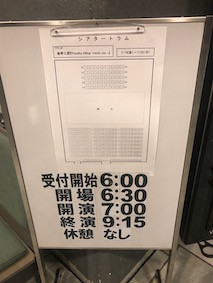 シアタートラム
受付開始 6:00
開場 6:30
開演 7:00
終演 9:15
休憩 なし